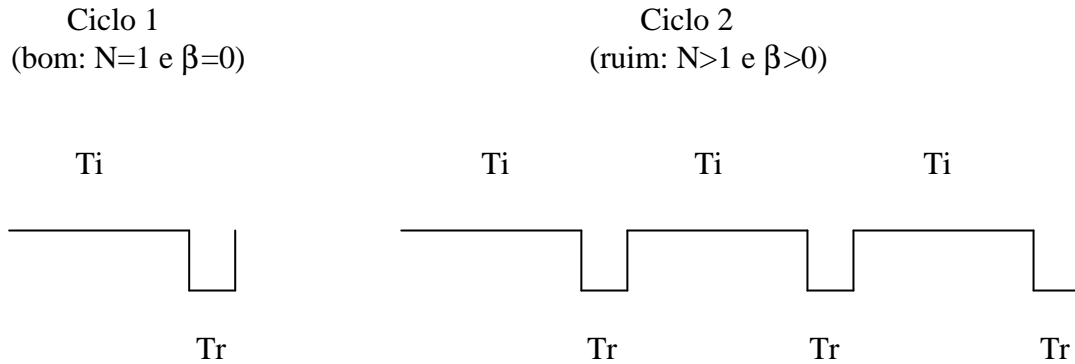 Ciclo 1
(bom: N=1 e β=0)
Ciclo 2
(ruim: N>1 e β>0)
Ti
Ti
Ti
Ti
Tr
Tr
Tr
Tr